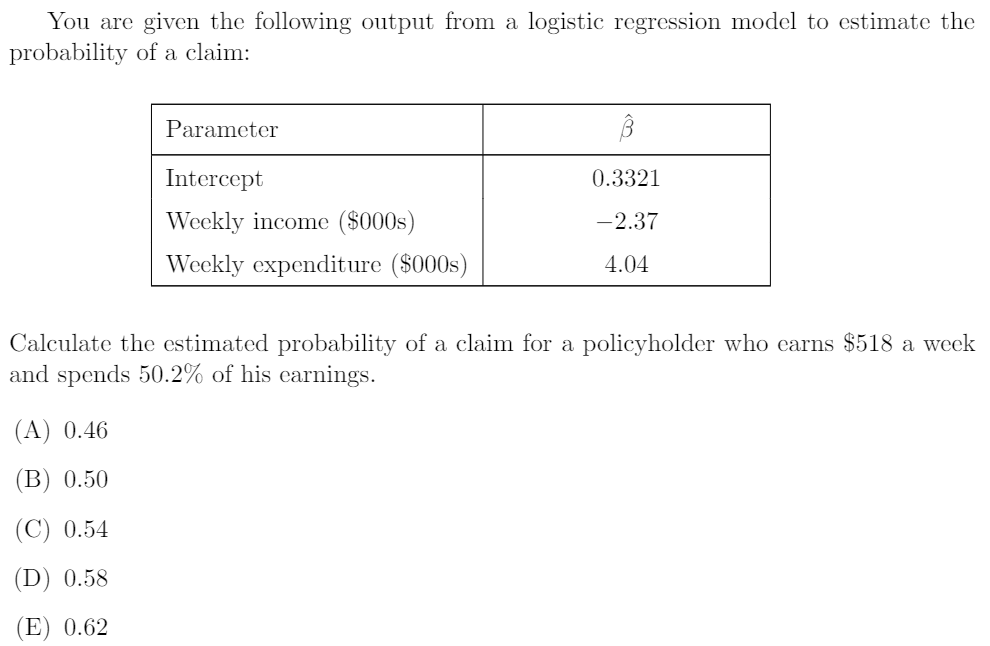 You are given the following output from a logistic regression model to estimate the
probability of a claim:
Parameter β̂
Intercept 0.3321
Weekly income ($000s) −2.37
Weekly expenditure ($000s) 4.04
Calculate the estimated probability of a claim for a policyholder who earns $518 a week
and spends 50.2% of his earnings.
(A) 0.46
(B) 0.50
(C) 0.54
(D) 0.58
(E) 0.62